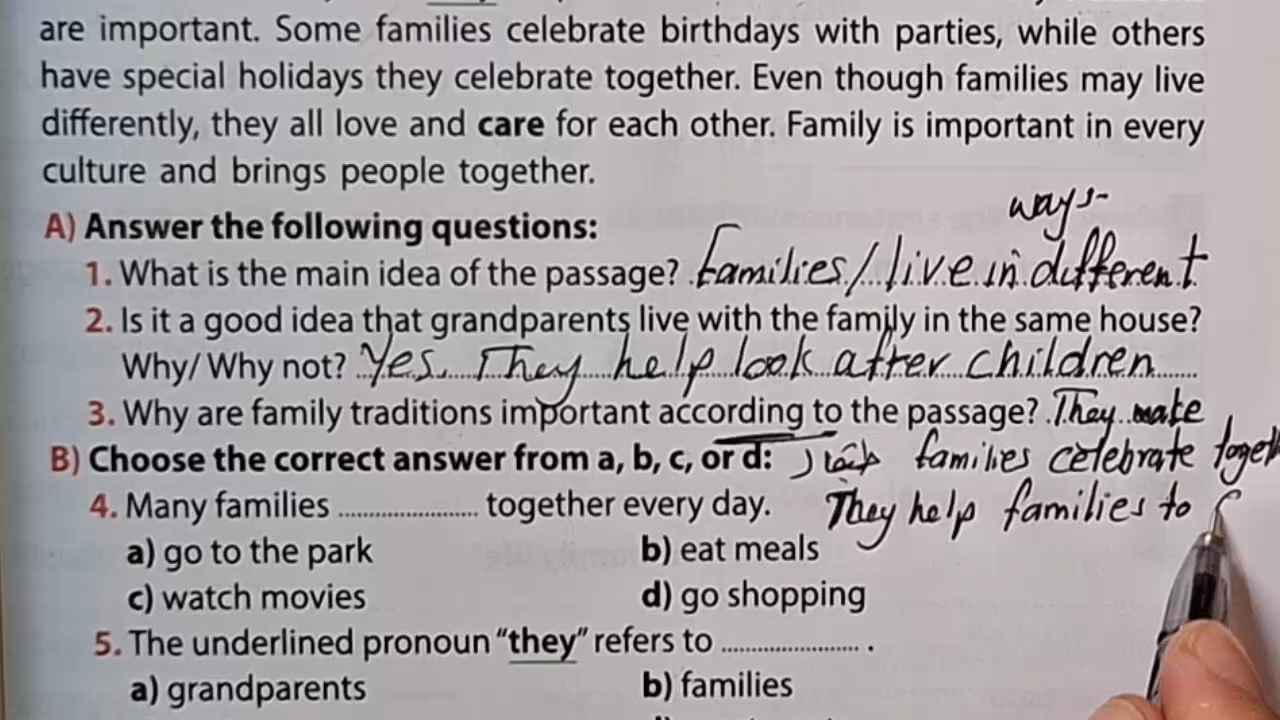 are important. Some families celebrate birthdays with parties, while others
have special holidays they celebrate together. Even though families may live
differently, they all love and care for each other. Family is important in every
culture and brings people together.
ways-
A) Answer the following questions:
1. What is the main idea of the passage? Families/live in different
2. Is it a good idea that grandparents live with the family in the same house?
Why/ Why not? Yes. They help look after children
3. Why are family traditions important according to the passage? They make
B) Choose the correct answer from a, b, c, or d: families celebrate togeth
4. Many families .................... together every day. They help families to
a) go to the park b) eat meals
c) watch movies d) go shopping
5. The underlined pronoun "they" refers to .................... .
a) grandparents b) families